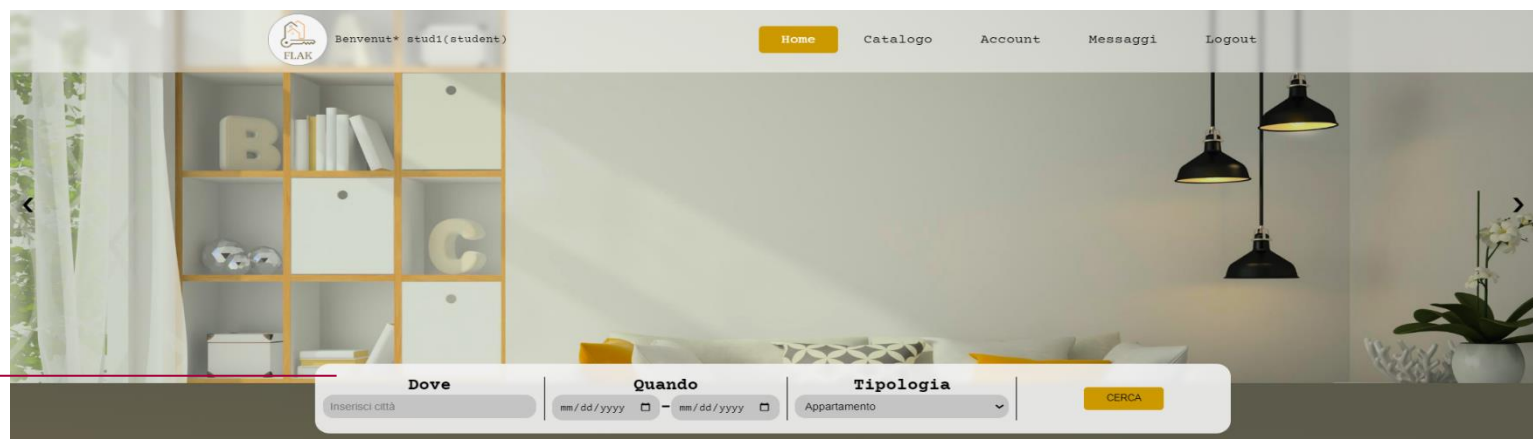 FLAK
Benvenut* stud1(student)
Home Catalogo Account Messaggi Logout
B
C
‹ ›
Dove Quando Tipologia
Inserisci città mm/dd/yyyy - mm/dd/yyyy Appartamento CERCA